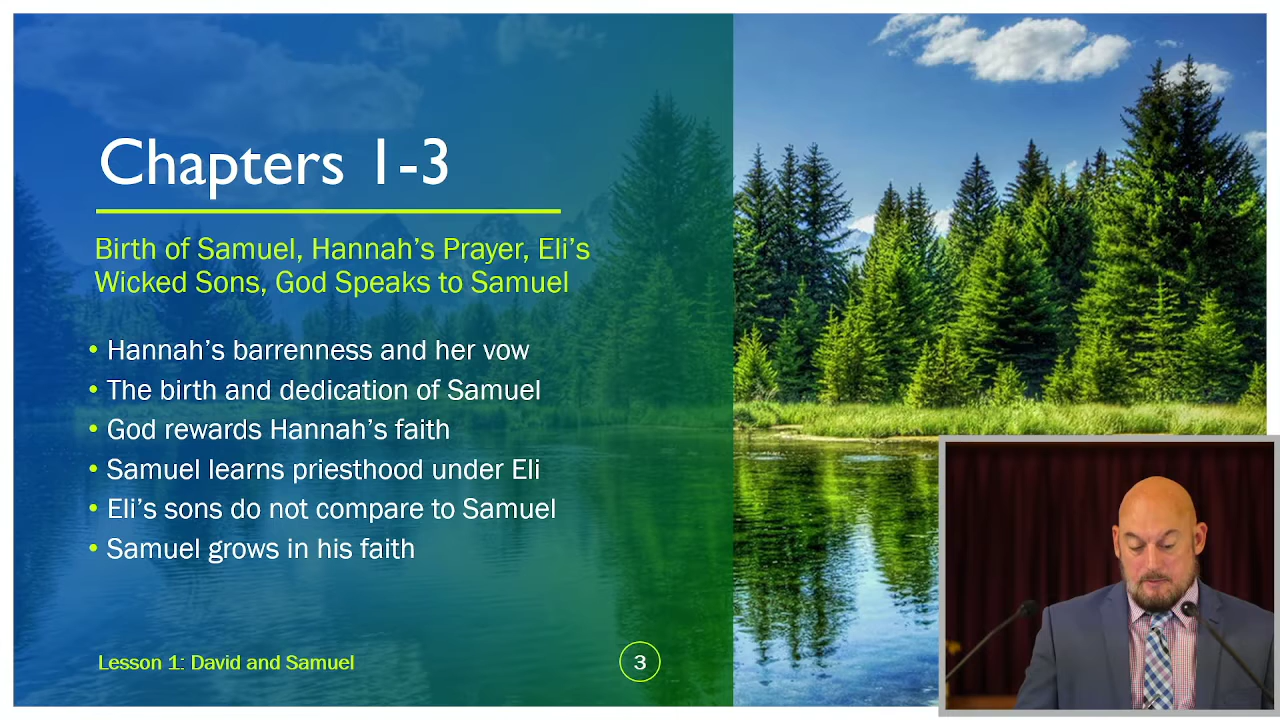 Chapters 1-3
Birth of Samuel, Hannah’s Prayer, Eli’s
Wicked Sons, God Speaks to Samuel
• Hannah’s barrenness and her vow
• The birth and dedication of Samuel
• God rewards Hannah’s faith
• Samuel learns priesthood under Eli
• Eli’s sons do not compare to Samuel
• Samuel grows in his faith
Lesson 1: David and Samuel
3